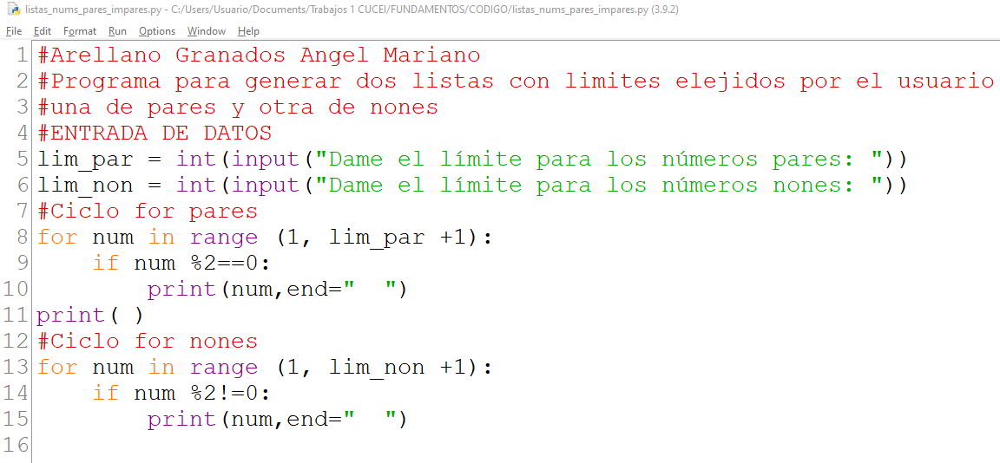 listas_nums_pares_impares.py - C:/Users/Usuario/Documents/Trabajos 1 CUCEI/FUNDAMENTOS/CODIGO/listas_nums_pares_impares.py (3.9.2)
File Edit Format Run Options Window Help
1 #Arellano Granados Angel Mariano
2 #Programa para generar dos listas con limites elejidos por el usuario
3 #una de pares y otra de nones
4 #ENTRADA DE DATOS
5 lim_par = int(input("Dame el límite para los números pares: "))
6 lim_non = int(input("Dame el límite para los números nones: "))
7 #Ciclo for pares
8 for num in range (1, lim_par +1):
9     if num %2==0:
10         print(num,end="  ")
11 print( )
12 #Ciclo for nones
13 for num in range (1, lim_non +1):
14     if num %2!=0:
15         print(num,end="  ")
16